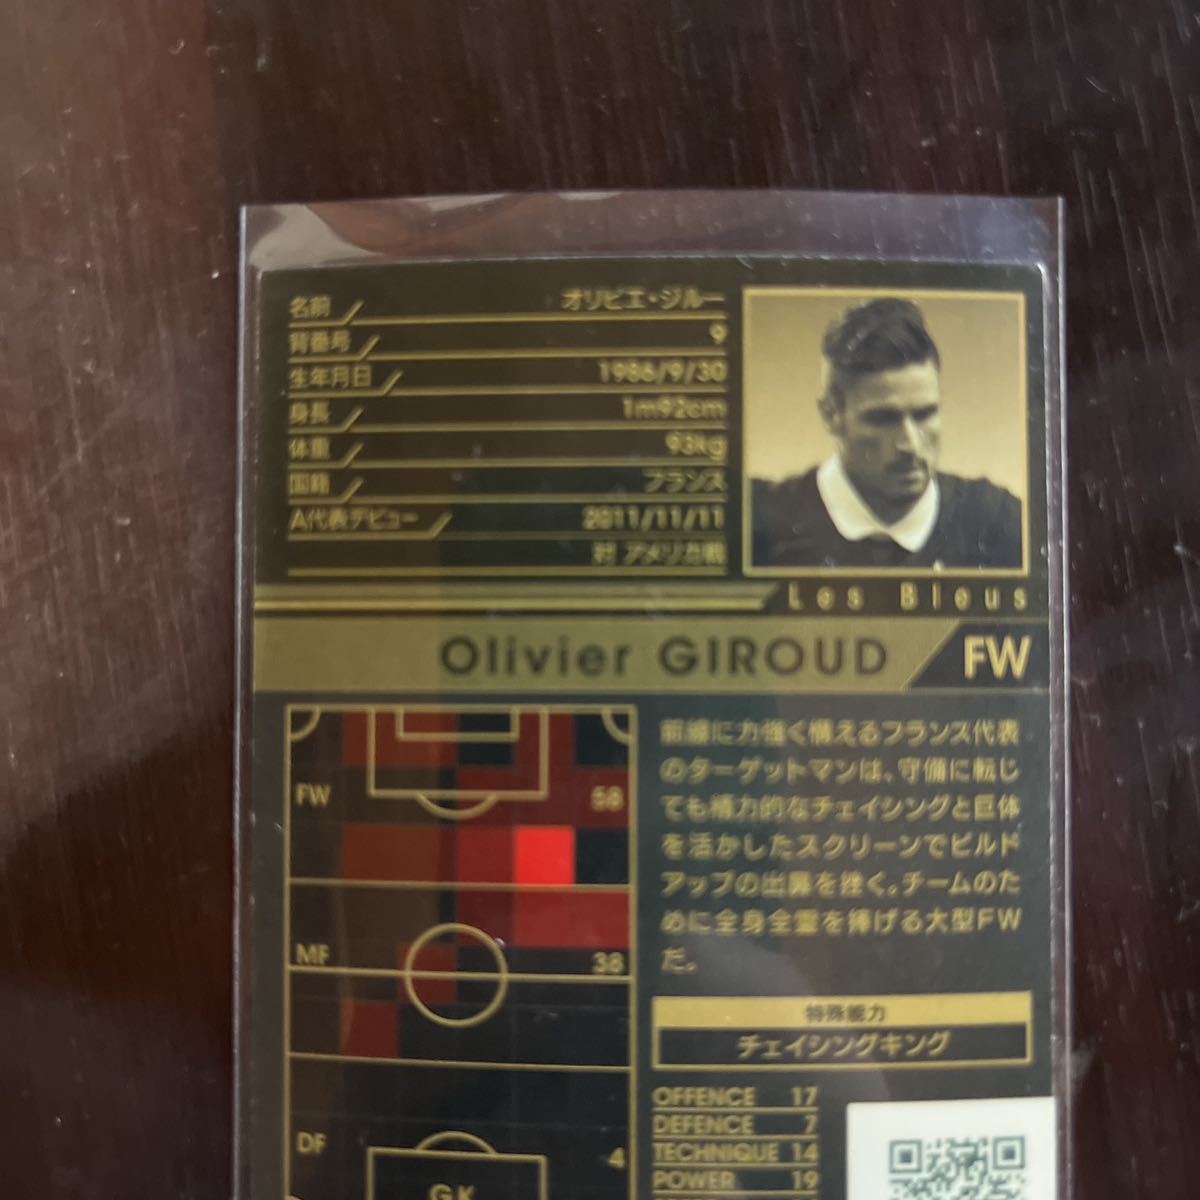 名前 オリビエ・ジルー
背番号 9
生年月日 1986/9/30
身長 1m92cm
体重 93kg
国籍 フランス
A代表デビュー 2011/11/11
対 アメリカ戦
Les Bleus
Olivier GIROUD FW
FW 58
MF 38
DF 4
GK
前線に力強く構えるフランス代表
のターゲットマンは、守備に転じ
ても精力的なチェイシングと巨体
を活かしたスクリーンでビルド
アップの出鼻を挫く。チームのた
めに全身全霊を捧げる大型FW
だ。
特殊能力
チェイシングキング
OFFENCE 17
DEFENCE 7
TECHNIQUE 14
POWER 19